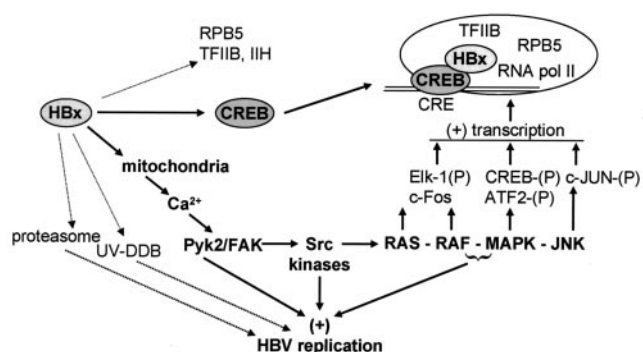 RPB5
TFIIB, IIH
TFIIB
HBx
RPB5
RNA pol II
CREB
CRE
HBx
CREB
(+) transcription
mitochondria
Ca2+
Elk-1(P)
c-Fos
CREB-(P)
ATF2-(P)
c-JUN-(P)
proteasome
UV-DDB
Pyk2/FAK
Src
kinases
RAS - RAF - MAPK - JNK
(+)
HBV replication